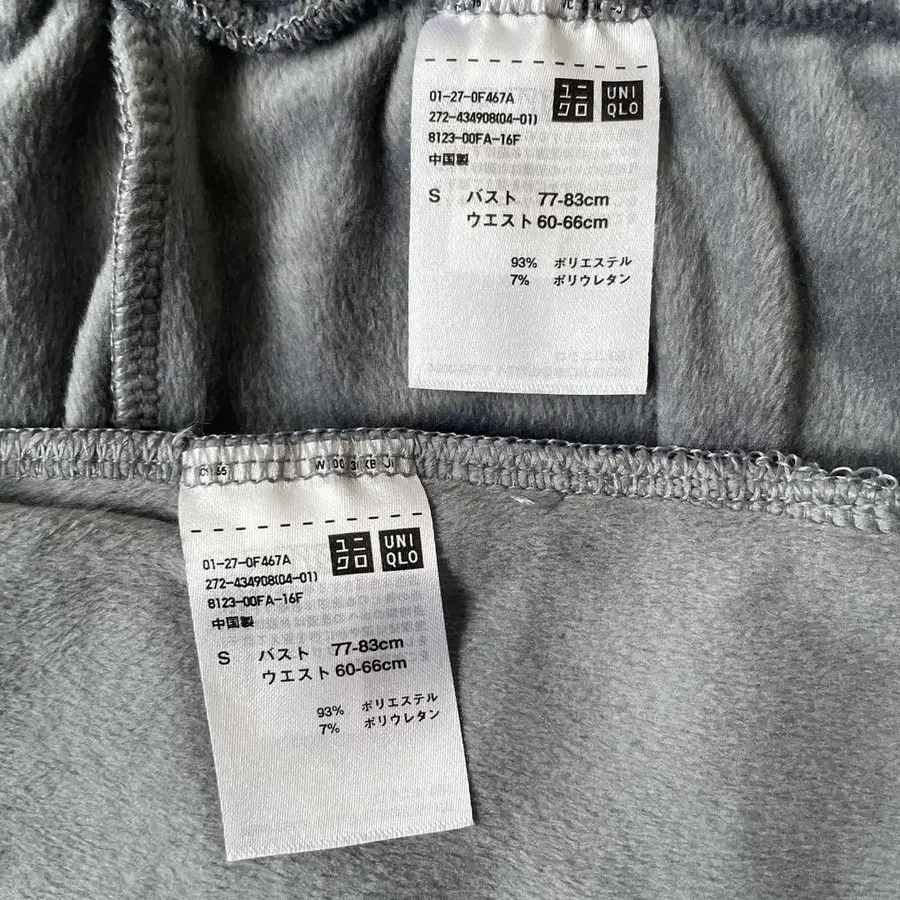 ユニ
クロ
UNI
QLO
01-27-0F467A
272-434908(04-01)
8123-00FA-16F
中国製
S バスト 77-83cm
ウエスト 60-66cm
93% ポリエステル
7% ポリウレタン
ユニ
クロ
UNI
QLO
01-27-0F467A
272-434908(04-01)
8123-00FA-16F
中国製
S バスト 77-83cm
ウエスト 60-66cm
93% ポリエステル
7% ポリウレタン